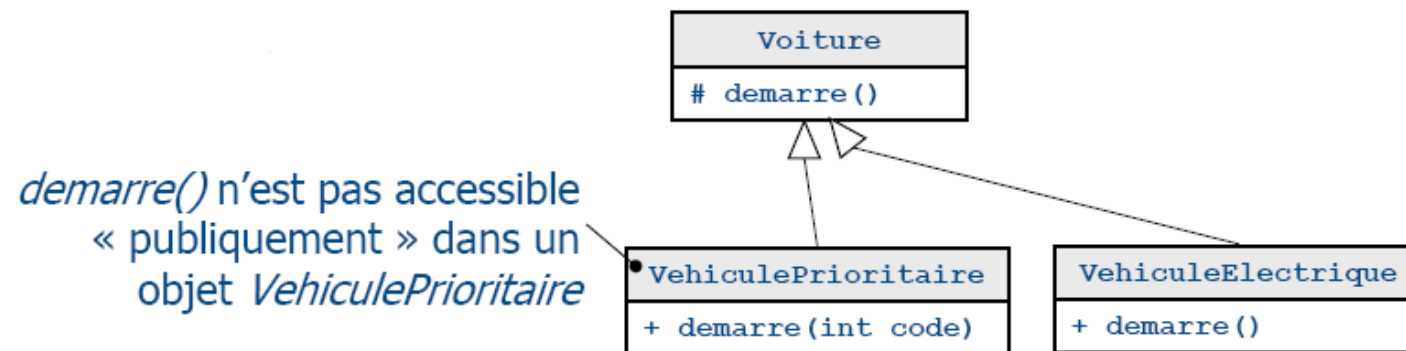 Voiture
# demarre()
demarre() n'est pas accessible
« publiquement » dans un
objet VehiculePrioritaire
VehiculePrioritaire
+ demarre(int code)
VehiculeElectrique
+ demarre()